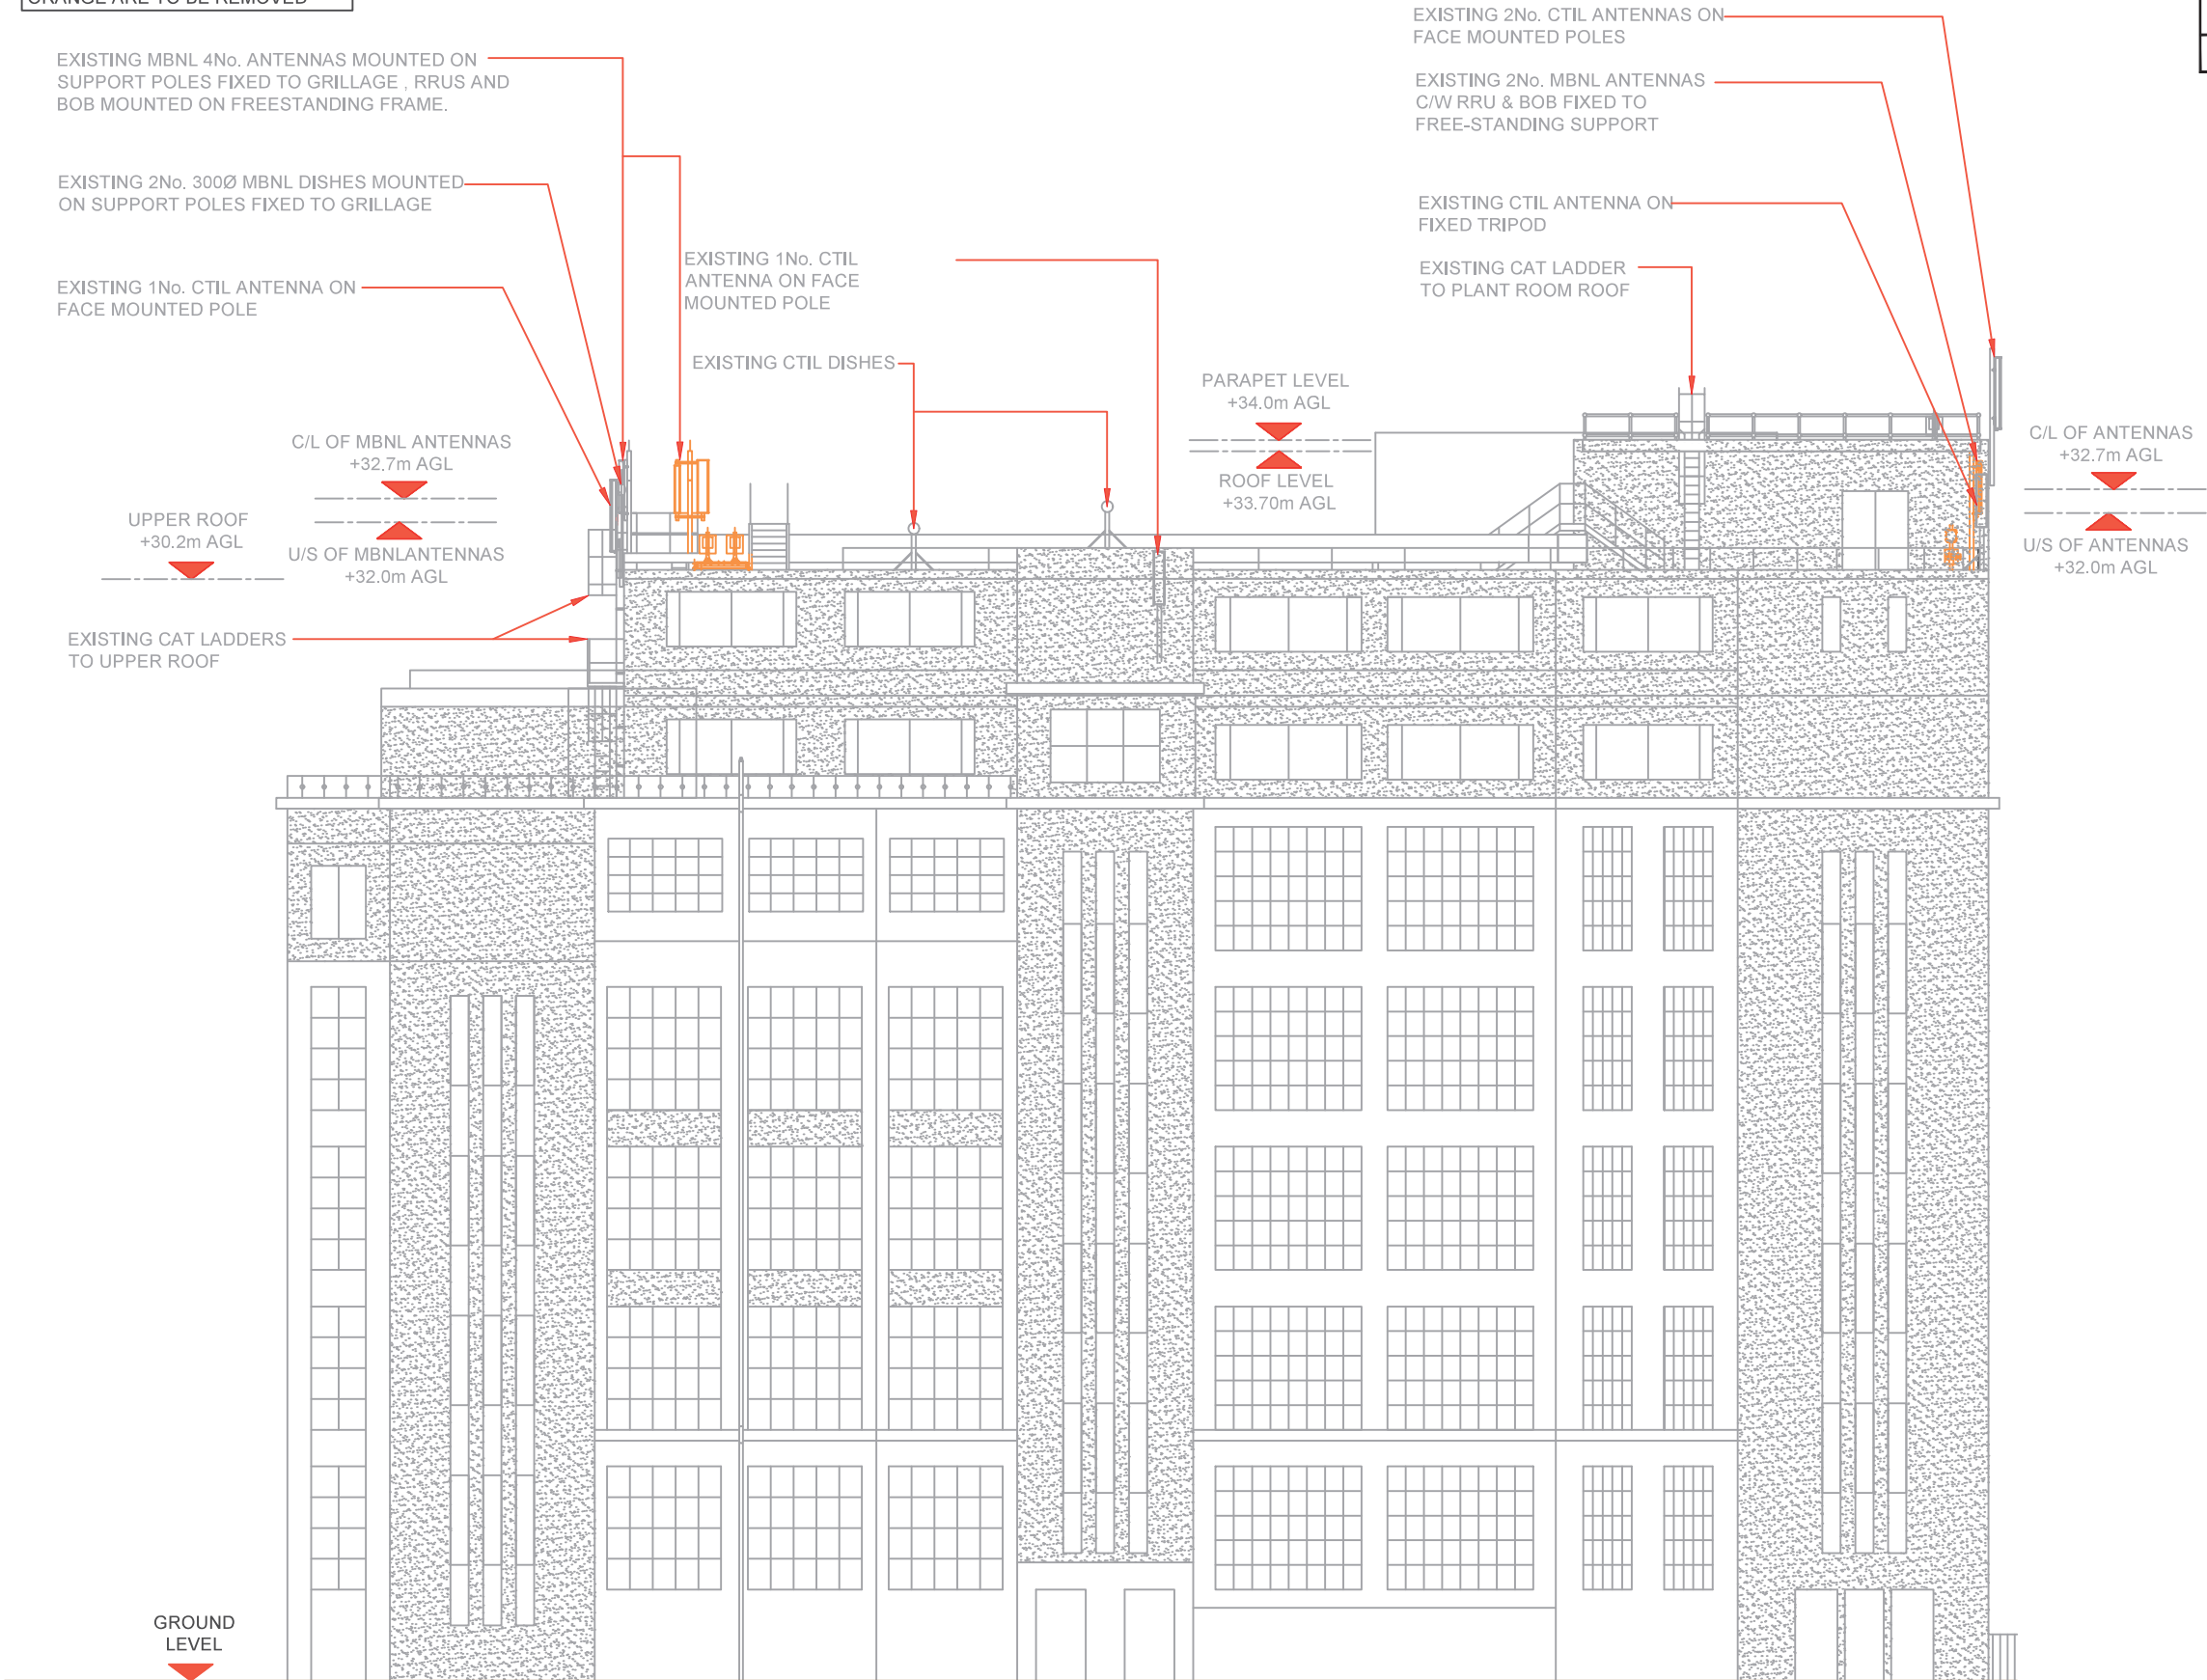 ORANGE ARE TO BE REMOVED
EXISTING MBNL 4No. ANTENNAS MOUNTED ON
SUPPORT POLES FIXED TO GRILLAGE , RRUS AND
BOB MOUNTED ON FREESTANDING FRAME.
EXISTING 2No. 300Ø MBNL DISHES MOUNTED
ON SUPPORT POLES FIXED TO GRILLAGE
EXISTING 1No. CTIL ANTENNA ON
FACE MOUNTED POLE
EXISTING 1No. CTIL
ANTENNA ON FACE
MOUNTED POLE
EXISTING CTIL DISHES
EXISTING 2No. CTIL ANTENNAS ON
FACE MOUNTED POLES
EXISTING 2No. MBNL ANTENNAS
C/W RRU & BOB FIXED TO
FREE-STANDING SUPPORT
EXISTING CTIL ANTENNA ON
FIXED TRIPOD
EXISTING CAT LADDER
TO PLANT ROOM ROOF
PARAPET LEVEL
+34.0m AGL
ROOF LEVEL
+33.70m AGL
C/L OF MBNL ANTENNAS
+32.7m AGL
U/S OF MBNLANTENNAS
+32.0m AGL
UPPER ROOF
+30.2m AGL
C/L OF ANTENNAS
+32.7m AGL
U/S OF ANTENNAS
+32.0m AGL
EXISTING CAT LADDERS
TO UPPER ROOF
GROUND
LEVEL